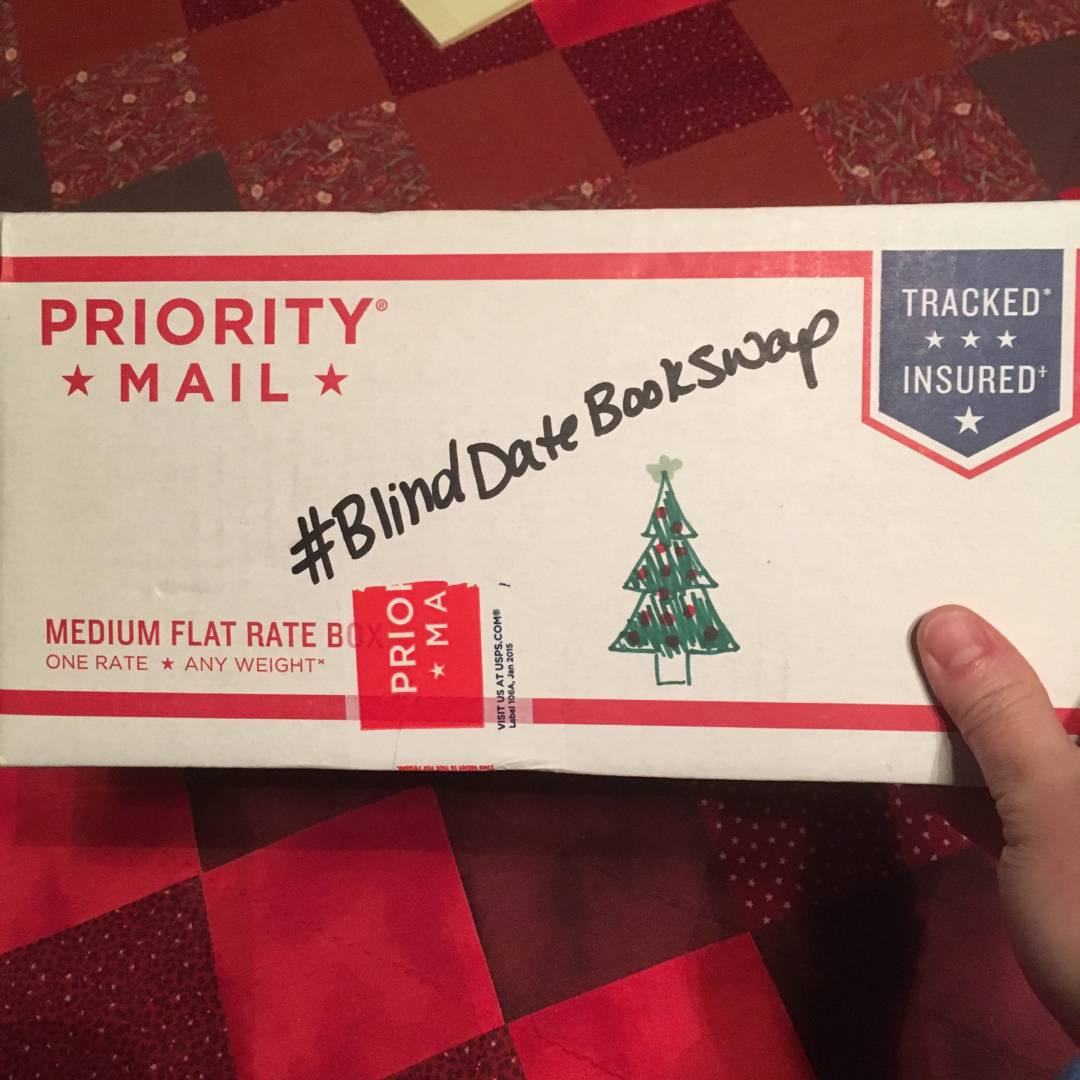 PRIORITY®
★ MAIL ★
TRACKED*
★ ★ ★
INSURED†
★
#BlindDateBookSwap
MEDIUM FLAT RATE BOX
ONE RATE ★ ANY WEIGHT*
PRIO
★ MA
VISIT US AT USPS.COM®
Label 106A, Jan 2015